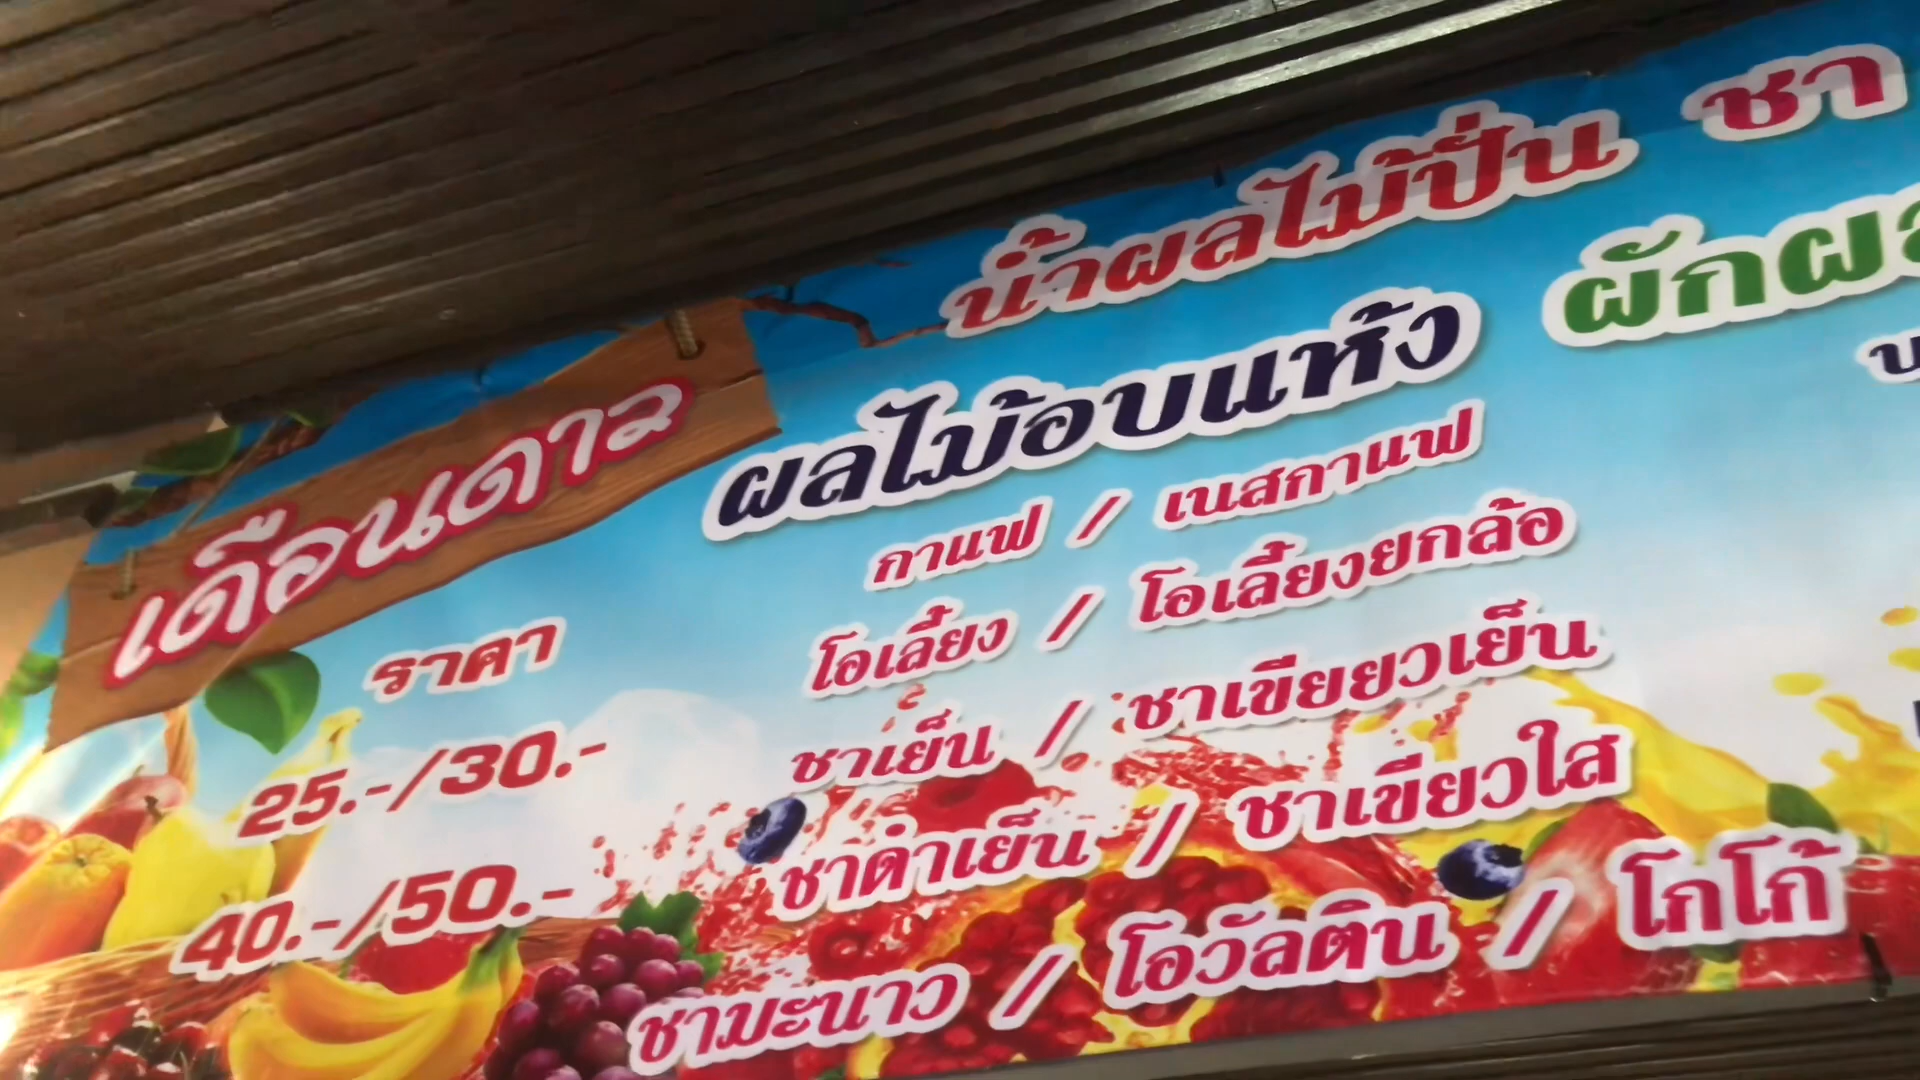 น้ำผลไม้ปั่น ชา
เดือนดาว
ผลไม้อบแห้ง
กาแฟ / เนสกาแฟ
ราคา
โอเลี้ยง / โอเลี้ยงยกล้อ
25.-/30.-
ชาเย็น / ชาเขียยวเย็น
40.-/50.-
ชาดำเย็น / ชาเขียวใส
ชามะนาว / โอวัลติน / โกโก้